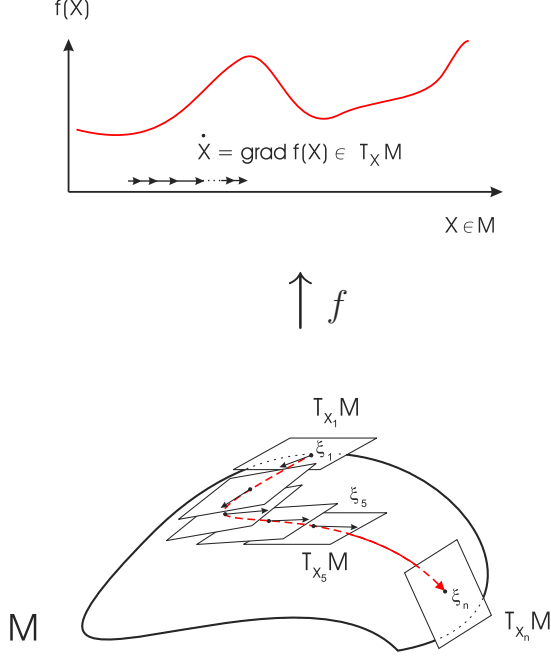 f(X)
Ẋ = grad f(X) ∈ T_X M
X ∈ M
f
T_{X_1} M
ξ_1
ξ_5
T_{X_5} M
ξ_n
T_{X_n} M
M